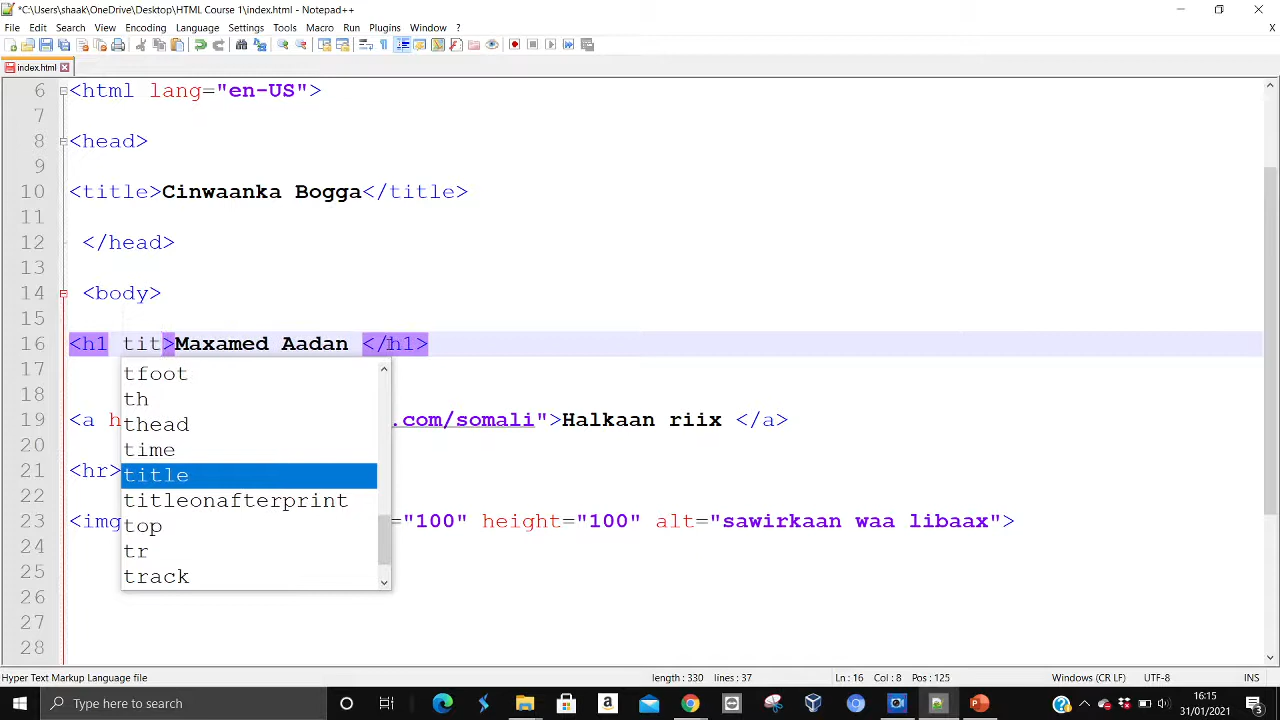 *C:\Users\shaak\OneDrive\Desktop\HTML Course 1\index.html - Notepad++
File Edit Search View Encoding Language Settings Tools Macro Run Plugins Window ?
X
index.html
6 <html lang="en-US">
7
8 <head>
9
10 <title>Cinwaanka Bogga</title>
11
12 </head>
13
14 <body>
15
16 <h1 tit>Maxamed Aadan </h1>
17
tfoot
18
th
19 <a h .com/somali">Halkaan riix </a>
thead
20
time
21 <hr>
title
22
titleonafterprint
23 <img ="100" height="100" alt="sawirkaan waa libaax">
top
24
tr
25
track
26
27
28
Hyper Text Markup Language file length : 330 lines : 37 Ln : 16 Col : 8 Pos : 125 Windows (CR LF) UTF-8 INS
Type here to search
16:15
31/01/2021
3